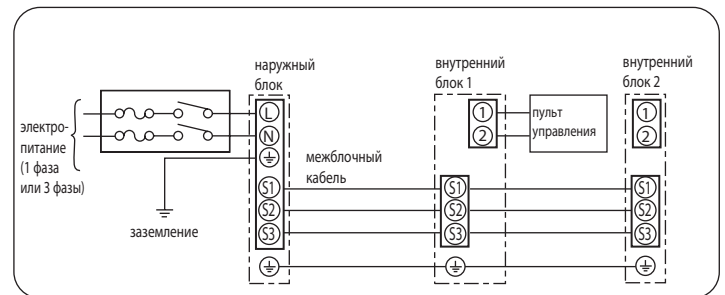 наружный
блок
внутренний
блок 1
внутренний
блок 2
электро-
питание
(1 фаза
или 3 фазы)
L
N
S1
S2
S3
заземление
межблочный
кабель
1
2
S1
S2
S3
пульт
управления
1
2
S1
S2
S3